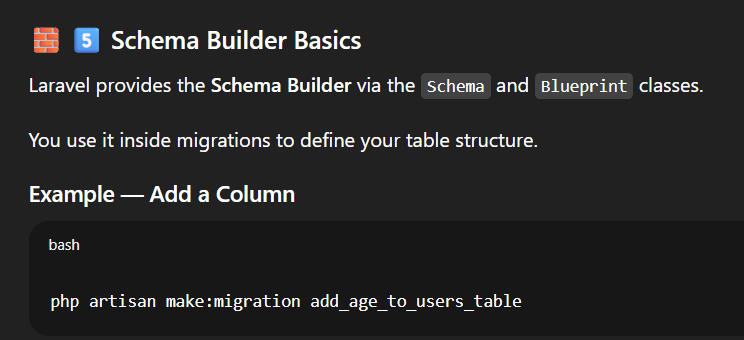 🧱 5️⃣ Schema Builder Basics
Laravel provides the Schema Builder via the Schema and Blueprint classes.
You use it inside migrations to define your table structure.
Example — Add a Column
bash
php artisan make:migration add_age_to_users_table